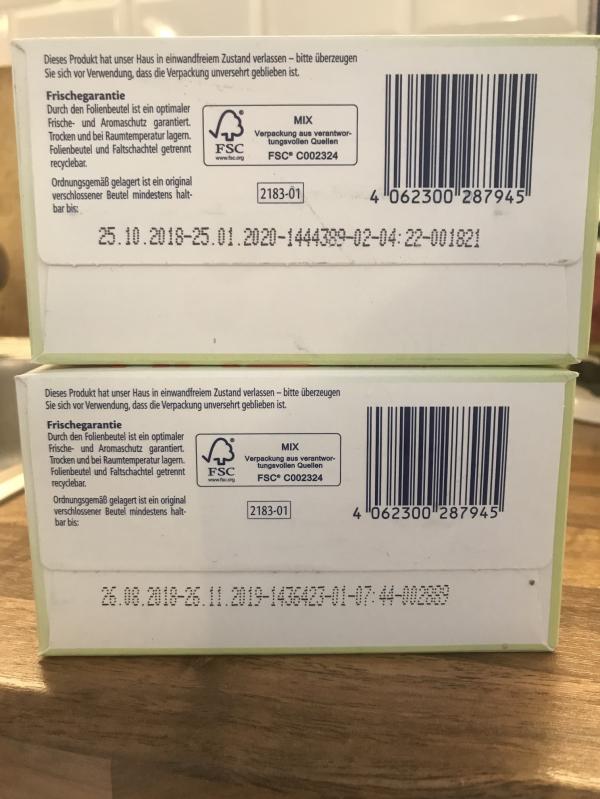 Dieses Produkt hat unser Haus in einwandfreiem Zustand verlassen – bitte überzeugen
Sie sich vor Verwendung, dass die Verpackung unversehrt geblieben ist.
Frischegarantie
Durch den Folienbeutel ist ein optimaler
Frische- und Aromaschutz garantiert.
Trocken und bei Raumtemperatur lagern.
Folienbeutel und Faltschachtel getrennt
recyclebar.
Ordnungsgemäß gelagert ist ein original
verschlossener Beutel mindestens halt-
bar bis:
FSC
www.fsc.org
MIX
Verpackung aus verantwor-
tungsvollen Quellen
FSC® C002324
2183-01
4 062300 287945
25.10.2018-25.01.2020-1444389-02-04:22-001821
Dieses Produkt hat unser Haus in einwandfreiem Zustand verlassen – bitte überzeugen
Sie sich vor Verwendung, dass die Verpackung unversehrt geblieben ist.
Frischegarantie
Durch den Folienbeutel ist ein optimaler
Frische- und Aromaschutz garantiert.
Trocken und bei Raumtemperatur lagern.
Folienbeutel und Faltschachtel getrennt
recyclebar.
Ordnungsgemäß gelagert ist ein original
verschlossener Beutel mindestens halt-
bar bis:
FSC
www.fsc.org
MIX
Verpackung aus verantwor-
tungsvollen Quellen
FSC® C002324
2183-01
4 062300 287945
26.08.2018-26.11.2019-1436423-01-07:44-002889